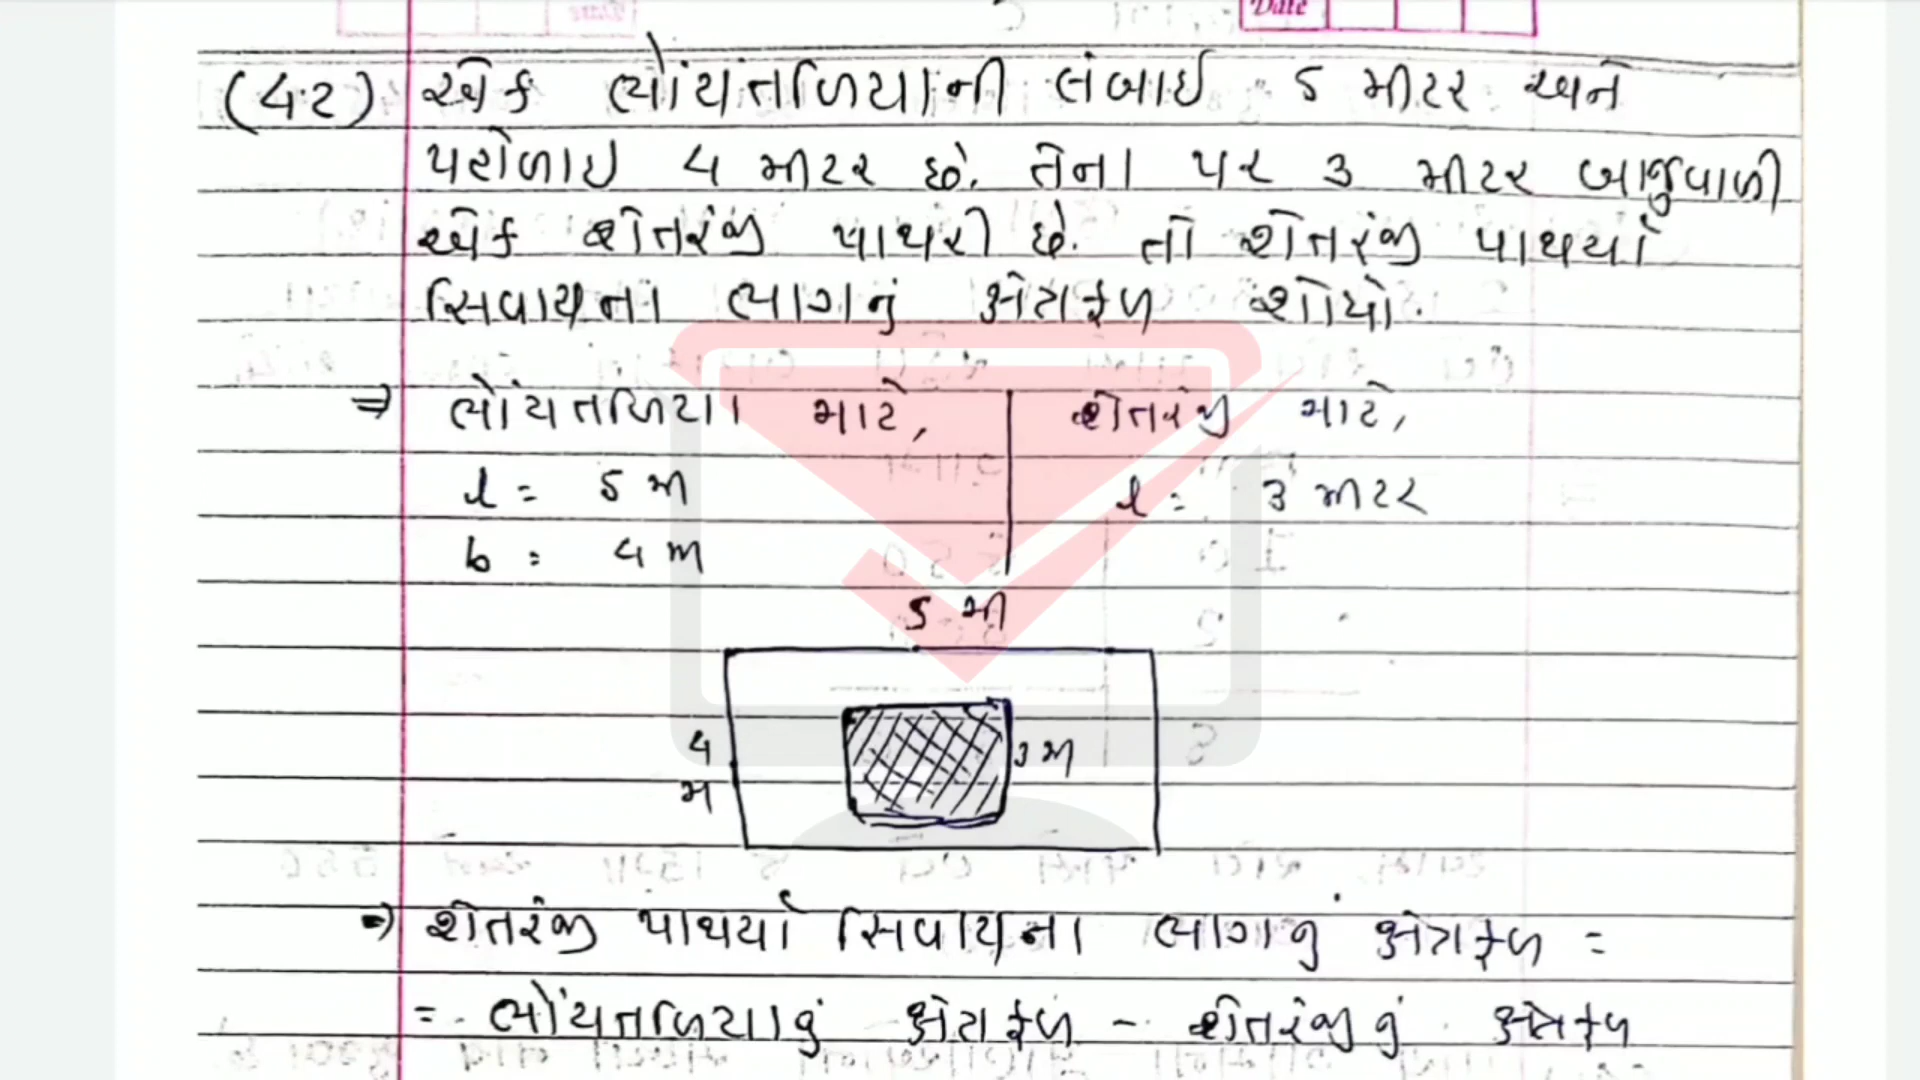 Date
(42) એક ભોંયતળિયાની લંબાઈ 5 મીટર અને
પહોળાઇ 4 મીટર છે. તેના પર 3 મીટર બાજુવાળી
એક શેતરંજી પાથરી છે. તો શેતરંજી પાથર્યા
સિવાયના ભાગનું ક્ષેત્રફળ શોધો.
⇒ ભોંયતળિયા માટે, શેતરંજી માટે,
l = 5 મી l = 3 મીટર
b = 4 મી
5 મી
4 મી
3 મી
⇒ શેતરંજી પાથર્યા સિવાયના ભાગનું ક્ષેત્રફળ =
= ભોંયતળિયાનું ક્ષેત્રફળ - શેતરંજીનું ક્ષેત્રફળ